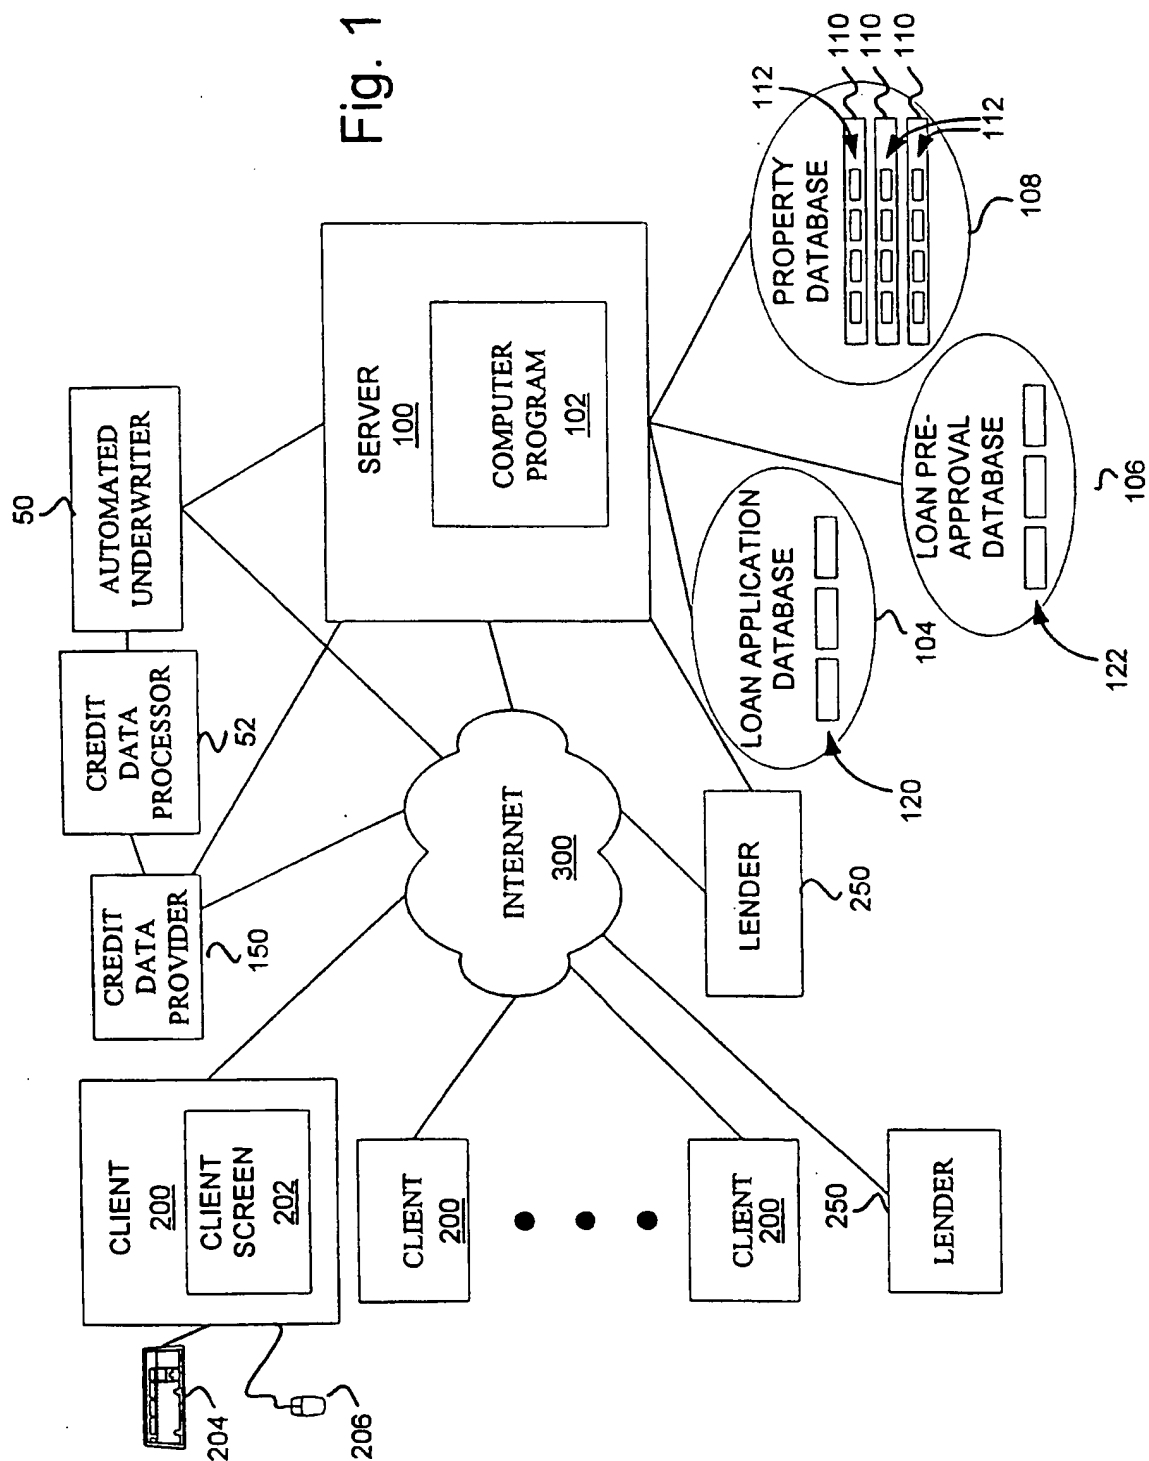 50
AUTOMATED
UNDERWRITER
CREDIT
DATA
PROCESSOR
52
CREDIT
DATA
PROVIDER
150
CLIENT
200
CLIENT
SCREEN
202
204
206
CLIENT
200
CLIENT
200
250
LENDER
INTERNET
300
LENDER
250
SERVER
100
COMPUTER
PROGRAM
102
LOAN APPLICATION
DATABASE
104
120
LOAN PRE-
APPROVAL
DATABASE
106
122
PROPERTY
DATABASE
108
112
110
110
110
112
Fig. 1